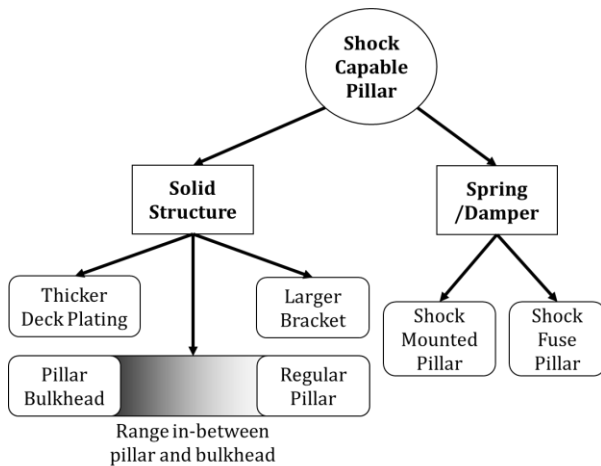 Shock
Capable
Pillar
Solid
Structure
Spring
/Damper
Thicker
Deck Plating
Larger
Bracket
Shock
Mounted
Pillar
Shock
Fuse
Pillar
Pillar
Bulkhead
Regular
Pillar
Range in-between
pillar and bulkhead